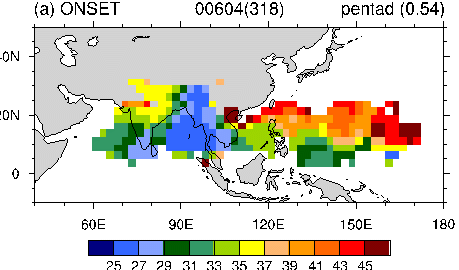 (a) ONSET 00604(318) pentad (0.54)
0N
20N
0
60E 90E 120E 150E 180
25 27 29 31 33 35 37 39 41 43 45